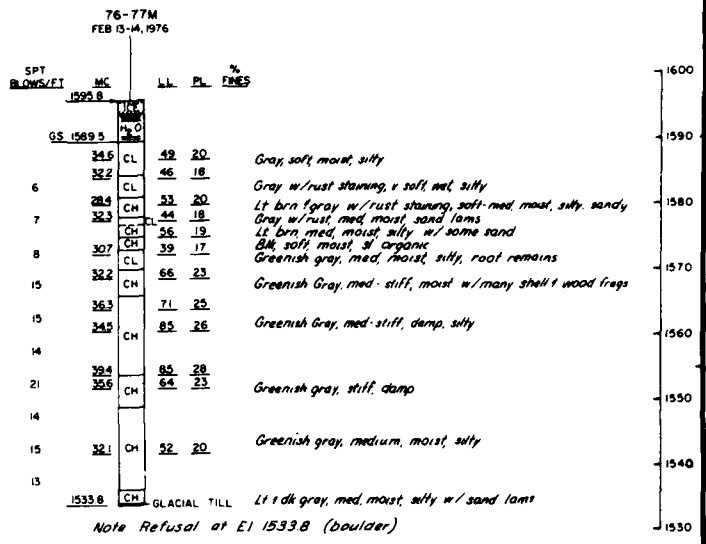 76-77M
FEB 13-14, 1976
SPT BLOWS/FT MC LL PL % FINES
1600
1595.8
ICE
H2O
GS 1589.5
1590
34.6 CL 49 20 Gray, soft, moist, silty
32.2 46 18
6 CL Gray w/rust staining, v soft, wet, silty
28.4 CH 53 20 Lt brn & gray w/rust staining, soft-med, moist, silty, sandy
1580
7 32.3 CL 44 18 Gray w/rust, med, moist, sand lams
CH 56 19 Lt brn, med, moist, silty w/ some sand
CH Blk, soft, moist, sl organic
8 30.7 CL 39 17 Greenish gray, med, moist, silty, root remains
1570
15 32.2 CH 66 23 Greenish Gray, med-stiff, moist w/many shell & wood frags
36.3 71 25
15 34.5 85 26 Greenish Gray, med-stiff, damp, silty
1560
14 CH
39.4 85 28
21 35.6 CH 64 23 Greenish gray, stiff, damp
1550
14
15 32.1 CH 52 20 Greenish gray, medium, moist, silty
1540
13
1533.8 CH GLACIAL TILL Lt & dk gray, med, moist, silty w/ sand lams
Note Refusal at El 1533.8 (boulder)
1530